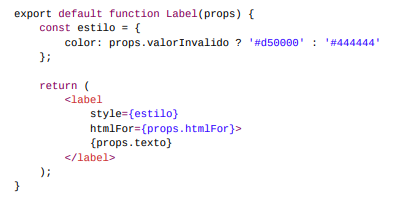 export default function Label(props) {
    const estilo = {
        color: props.valorInvalido ? '#d50000' : '#444444'
    };

    return (
        <label
            style={estilo}
            htmlFor={props.htmlFor}>
            {props.texto}
        </label>
    );
}